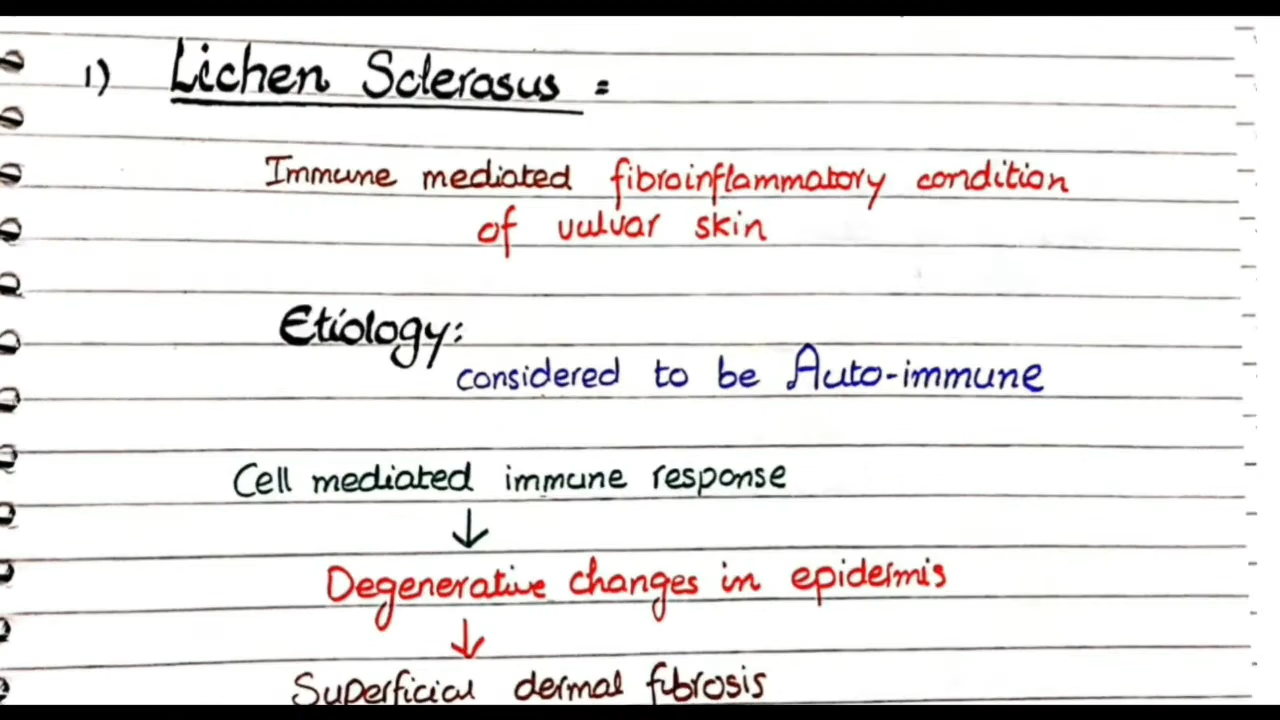 1) Lichen Sclerosus =
Immune mediated fibroinflammatory condition
of vulvar skin
Etiology:
considered to be Auto-immune
Cell mediated immune response
↓
Degenerative changes in epidermis
↓
Superficial dermal fibrosis